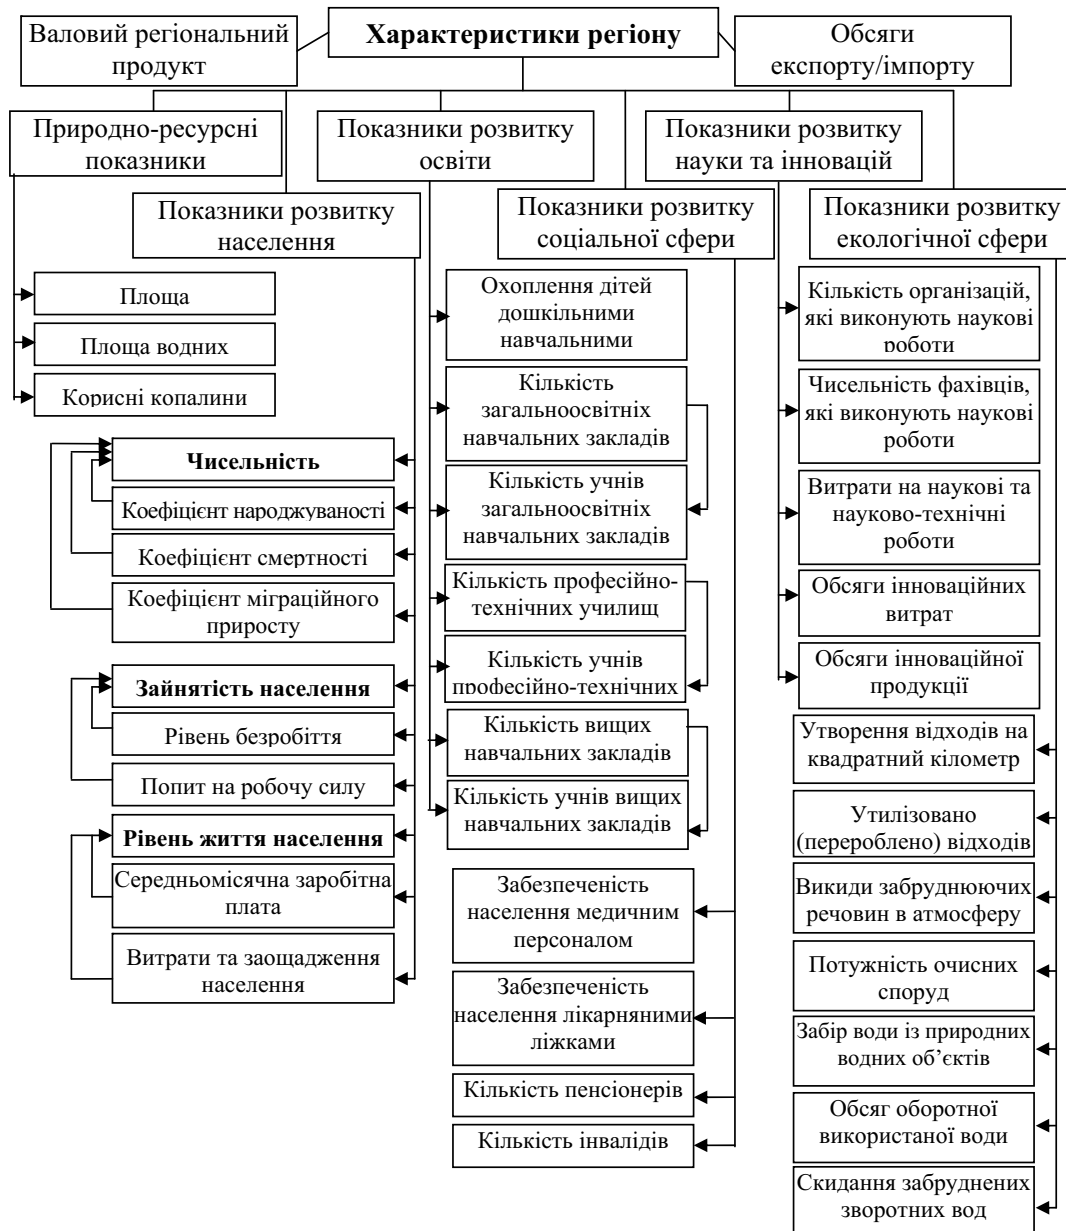 Валовий регіональний
продукт
Характеристики регіону
Обсяги
експорту/імпорту
Природно-ресурсні
показники
Показники розвитку
освіти
Показники розвитку
науки та інновацій
Показники розвитку
населення
Показники розвитку
соціальної сфери
Показники розвитку
екологічної сфери
Площа
Площа водних
Корисні копалини
Чисельність
Коефіцієнт народжуваності
Коефіцієнт смертності
Коефіцієнт міграційного
приросту
Зайнятість населення
Рівень безробіття
Попит на робочу силу
Рівень життя населення
Середньомісячна заробітна
плата
Витрати та заощадження
населення
Охоплення дітей
дошкільними
навчальними
Кількість
загальноосвітніх
навчальних закладів
Кількість учнів
загальноосвітніх
навчальних закладів
Кількість професійно-
технічних училищ
Кількість учнів
професійно-технічних
Кількість вищих
навчальних закладів
Кількість учнів вищих
навчальних закладів
Забезпеченість
населення медичним
персоналом
Забезпеченість
населення лікарняними
ліжками
Кількість пенсіонерів
Кількість інвалідів
Кількість організацій,
які виконують наукові
роботи
Чисельність фахівців,
які виконують наукові
роботи
Витрати на наукові та
науково-технічні
роботи
Обсяги інноваційних
витрат
Обсяги інноваційної
продукції
Утворення відходів на
квадратний кілометр
Утилізовано
(перероблено) відходів
Викиди забруднюючих
речовин в атмосферу
Потужність очисних
споруд
Забір води із природних
водних об’єктів
Обсяг оборотної
використаної води
Скидання забруднених
зворотних вод